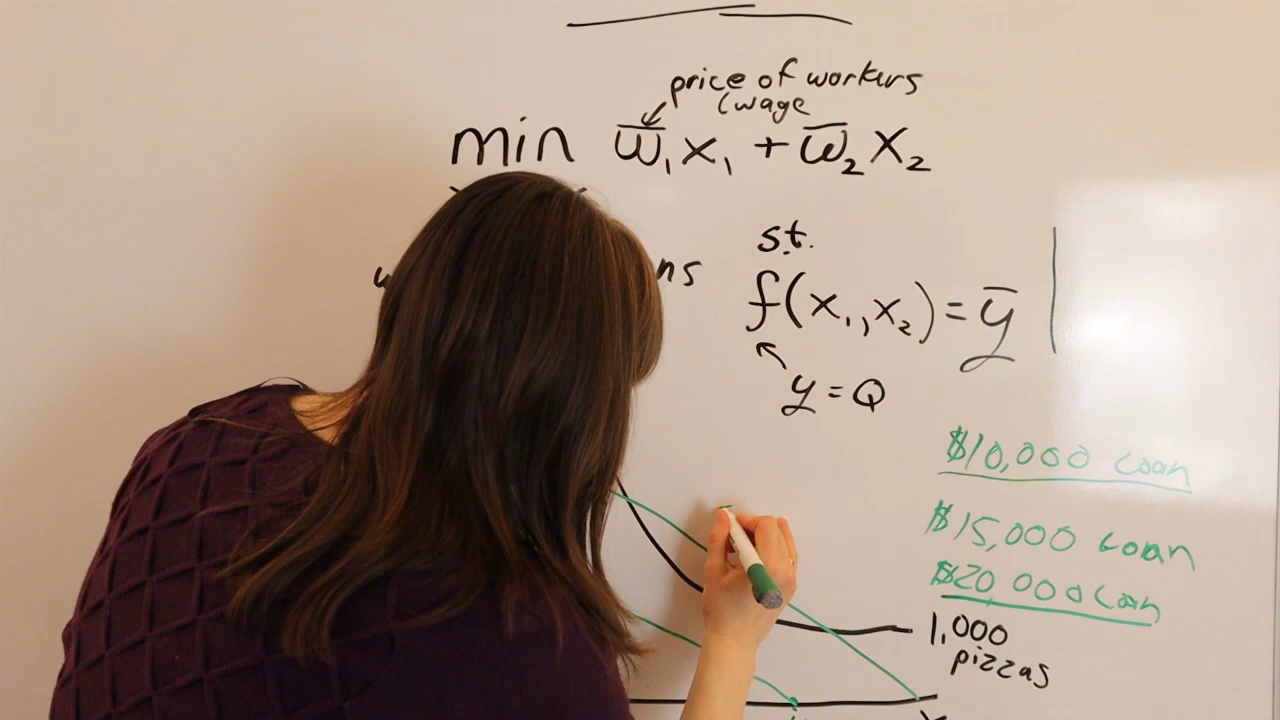 price of workers
(wage
min w̅₁x₁ + w̅₂x₂
s.t.
f(x₁,x₂) = y̅
y = Q
$10,000 Loan
$15,000 Loan
$20,000 Loan
1,000
pizzas